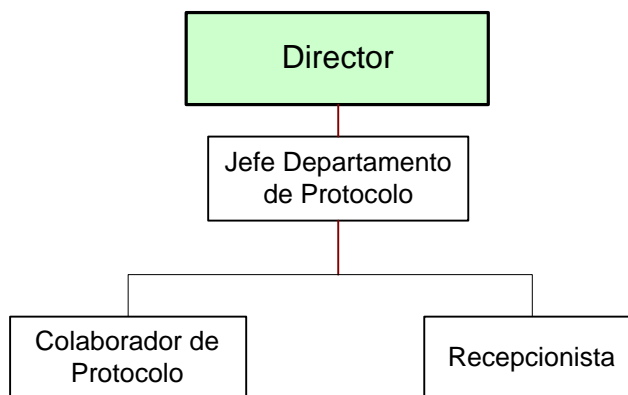 Director
Jefe Departamento
de Protocolo
Colaborador de
Protocolo
Recepcionista